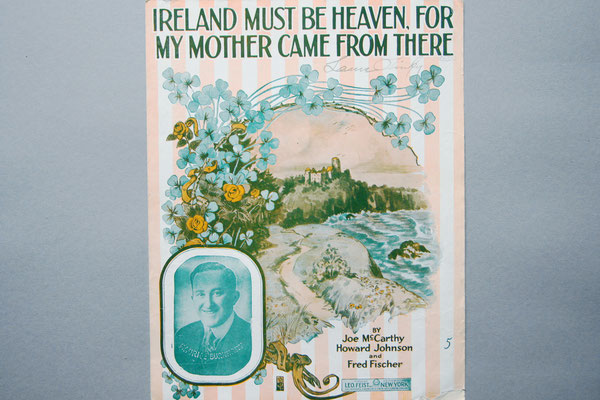 IRELAND MUST BE HEAVEN, FOR
MY MOTHER CAME FROM THERE
BY
Joe McCarthy
Howard Johnson
and
Fred Fischer
5
LEO. FEIST NEW YORK